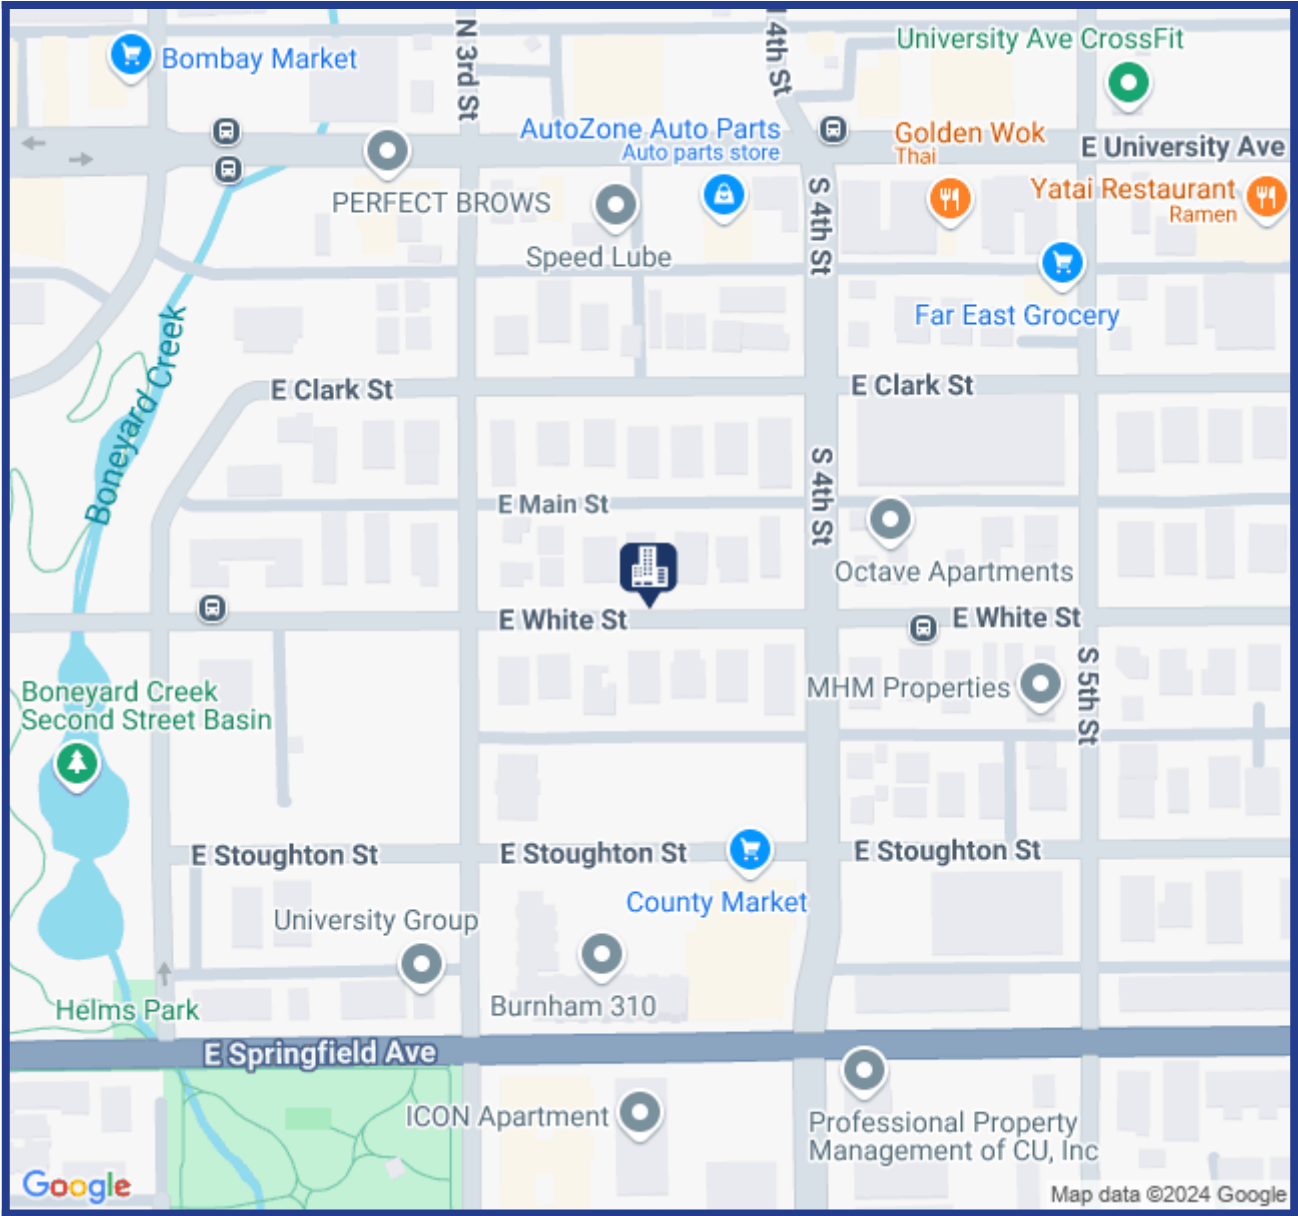 N 3rd St
N 4th St
University Ave CrossFit
Bombay Market
AutoZone Auto Parts
Auto parts store
Golden Wok
Thai
E University Ave
PERFECT BROWS
Yatai Restaurant
Ramen
S 4th St
Speed Lube
Far East Grocery
Boneyard Creek
E Clark St
E Clark St
S 4th St
E Main St
Octave Apartments
E White St
E White St
Boneyard Creek
Second Street Basin
MHM Properties
S 5th St
E Stoughton St
E Stoughton St
E Stoughton St
County Market
University Group
Helms Park
Burnham 310
E Springfield Ave
ICON Apartment
Professional Property
Management of CU, Inc
Google
Map data ©2024 Google